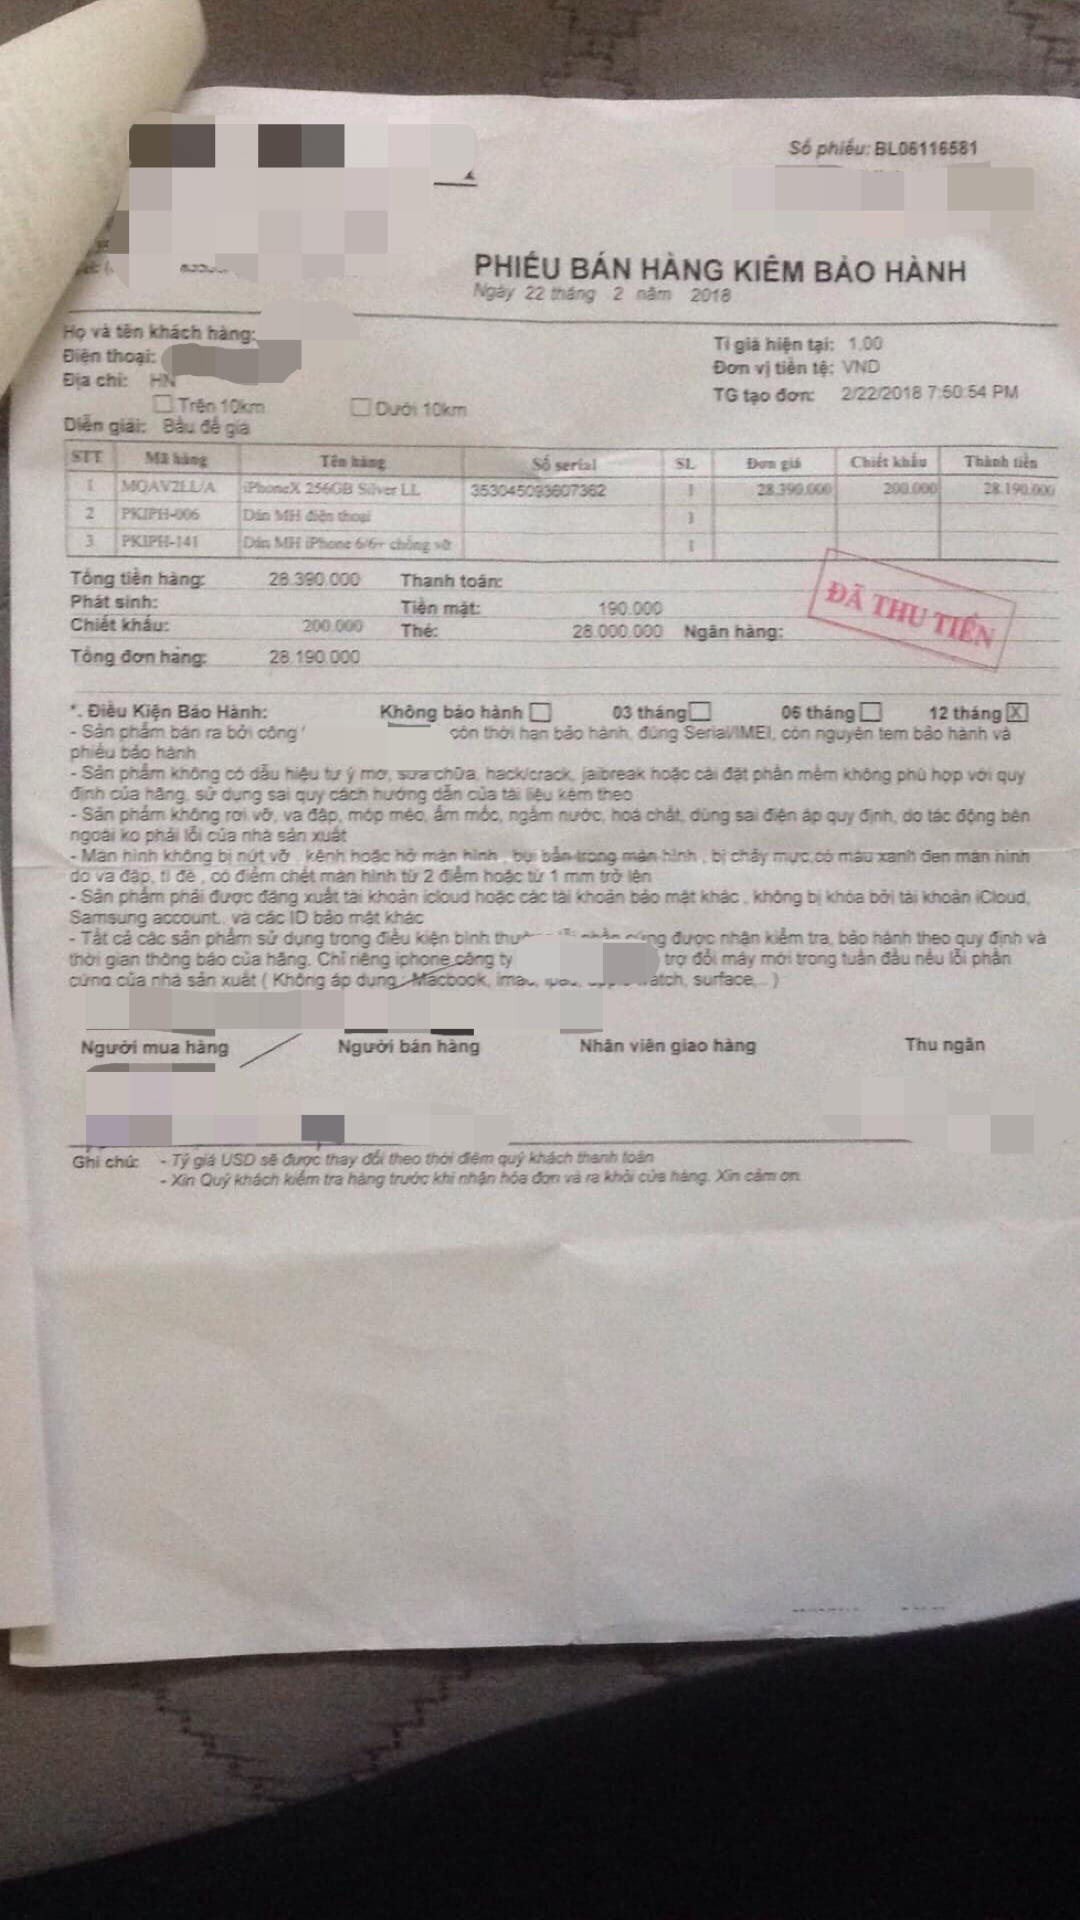 Số phiếu: BL06116581
PHIẾU BÁN HÀNG KIÊM BẢO HÀNH
Ngày 22 tháng 2 năm 2018
Họ và tên khách hàng:
Tỉ giá hiện tại: 1,00
Điện thoại:
Đơn vị tiền tệ: VND
Địa chỉ: HN
TG tạo đơn: 2/22/2018 7:50:54 PM
Trên 10km Dưới 10km
Diễn giải: Bầu để giá
STT Mã hàng Tên hàng Số serial SL Đơn giá Chiết khấu Thành tiền
1 MQAV2LL/A iPhoneX 256GB Silver LL 353045093607362 1 28.390.000 200.000 28.190.000
2 PKIPH-006 Dán MH điện thoại 1
3 PKIPH-141 Dán MH iPhone 6/6+ chống vỡ 1
Tổng tiền hàng: 28.390.000 Thanh toán:
Phát sinh: Tiền mặt: 190.000
Chiết khấu: 200.000 Thẻ: 28.000.000 Ngân hàng:
ĐÃ THU TIỀN
Tổng đơn hàng: 28.190.000
*. Điều Kiện Bảo Hành: Không bảo hành 03 tháng 06 tháng 12 tháng X
- Sản phẩm bán ra bởi công còn thời hạn bảo hành, đúng Serial/IMEI, còn nguyên tem bảo hành và
phiếu bảo hành
- Sản phẩm không có dấu hiệu tự ý mở, sửa chữa, hack/crack, jaibreak hoặc cài đặt phần mềm không phù hợp với quy
định của hãng, sử dụng sai quy cách hướng dẫn của tài liệu kèm theo
- Sản phẩm không rơi vỡ, va đập, móp méo, ẩm mốc, ngấm nước, hoá chất, dùng sai điện áp quy định, do tác động bên
ngoài ko phải lỗi của nhà sản xuất
- Màn hình không bị nứt vỡ , kênh hoặc hở màn hình , bụi bẩn trong màn hình , bị chảy mực,có màu xanh đen màn hình
do va đập, tì đè , có điểm chết màn hình từ 2 điểm hoặc từ 1 mm trở lên
- Sản phẩm phải được đăng xuất tài khoản icloud hoặc các tài khoản bảo mật khác , không bị khóa bởi tài khoản iCloud,
Samsung account.. và các ID bảo mật khác
- Tất cả các sản phẩm sử dụng trong điều kiện bình thường lỗi phần cứng được nhận kiểm tra, bảo hành theo quy định và
thời gian thông báo của hãng. Chỉ riêng iphone công ty trợ đổi máy mới trong tuần đầu nếu lỗi phần
cứng của nhà sản xuất ( Không áp dụng : Macbook, imac, ipad, apple watch, surface,.. )
Người mua hàng Người bán hàng Nhân viên giao hàng Thu ngân
Ghi chú: - Tỷ giá USD sẽ được thay đổi theo thời điểm quý khách thanh toán
- Xin Quý khách kiểm tra hàng trước khi nhận hóa đơn và ra khỏi cửa hàng. Xin cảm ơn.